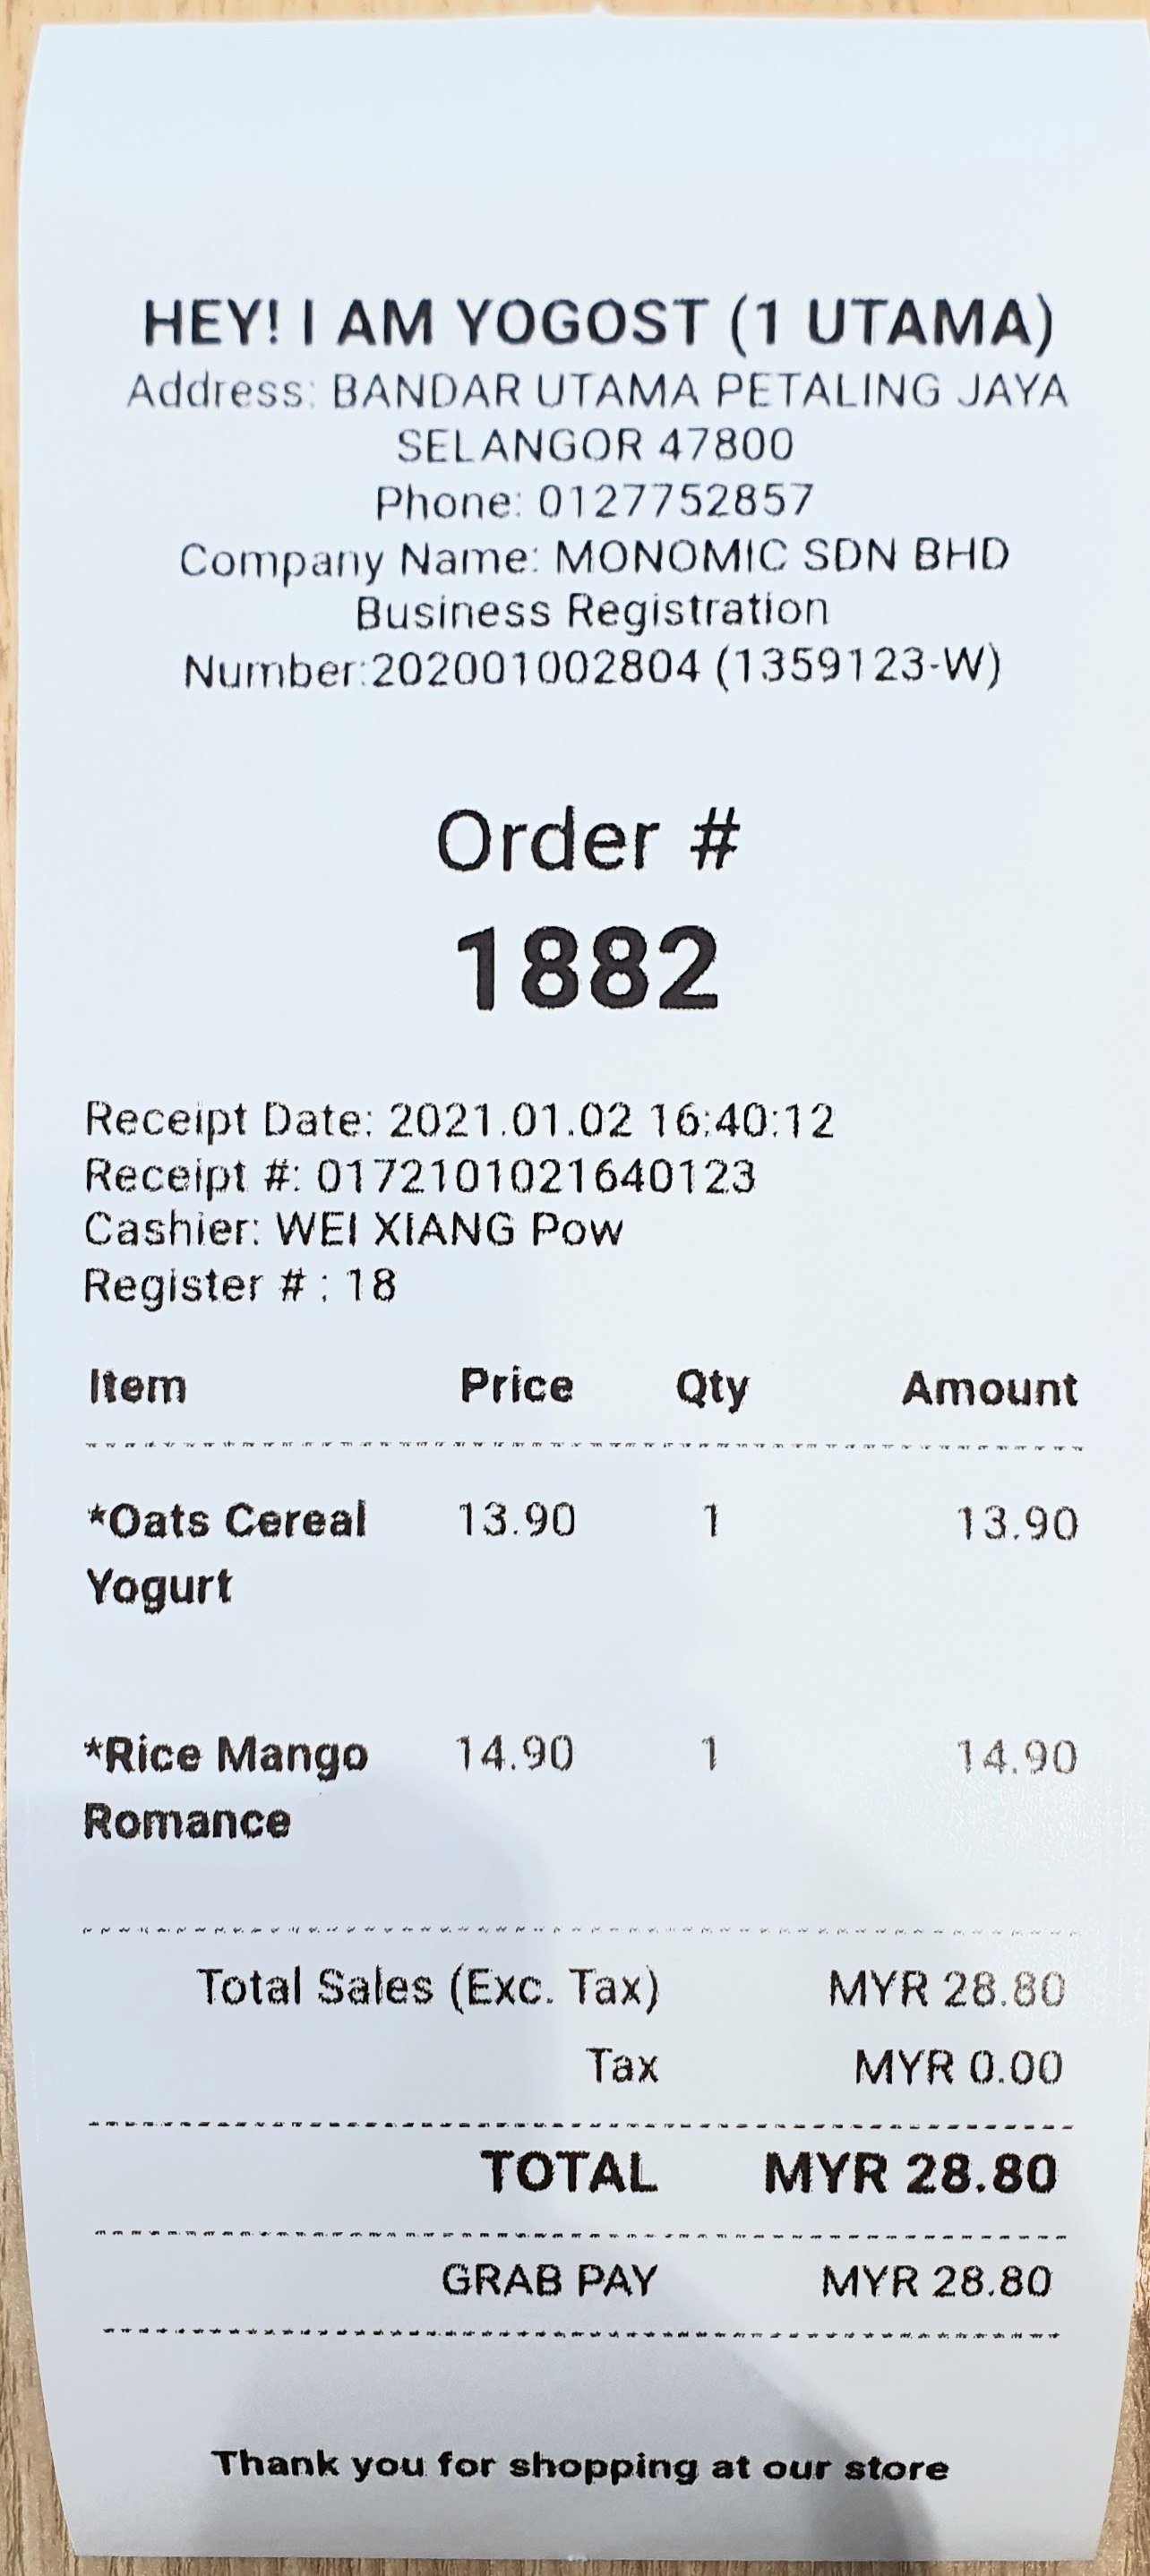 HEY! I AM YOGOST (1 UTAMA)
Address: BANDAR UTAMA PETALING JAYA
SELANGOR 47800
Phone: 0127752857
Company Name: MONOMIC SDN BHD
Business Registration
Number:202001002804 (1359123-W)
Order #
1882
Receipt Date: 2021.01.02 16:40:12
Receipt #: 0172101021640123
Cashier: WEI XIANG Pow
Register # : 18
Item Price Qty Amount
*Oats Cereal 13.90 1 13.90
Yogurt
*Rice Mango 14.90 1 14.90
Romance
Total Sales (Exc. Tax) MYR 28.80
Tax MYR 0.00
TOTAL MYR 28.80
GRAB PAY MYR 28.80
Thank you for shopping at our store